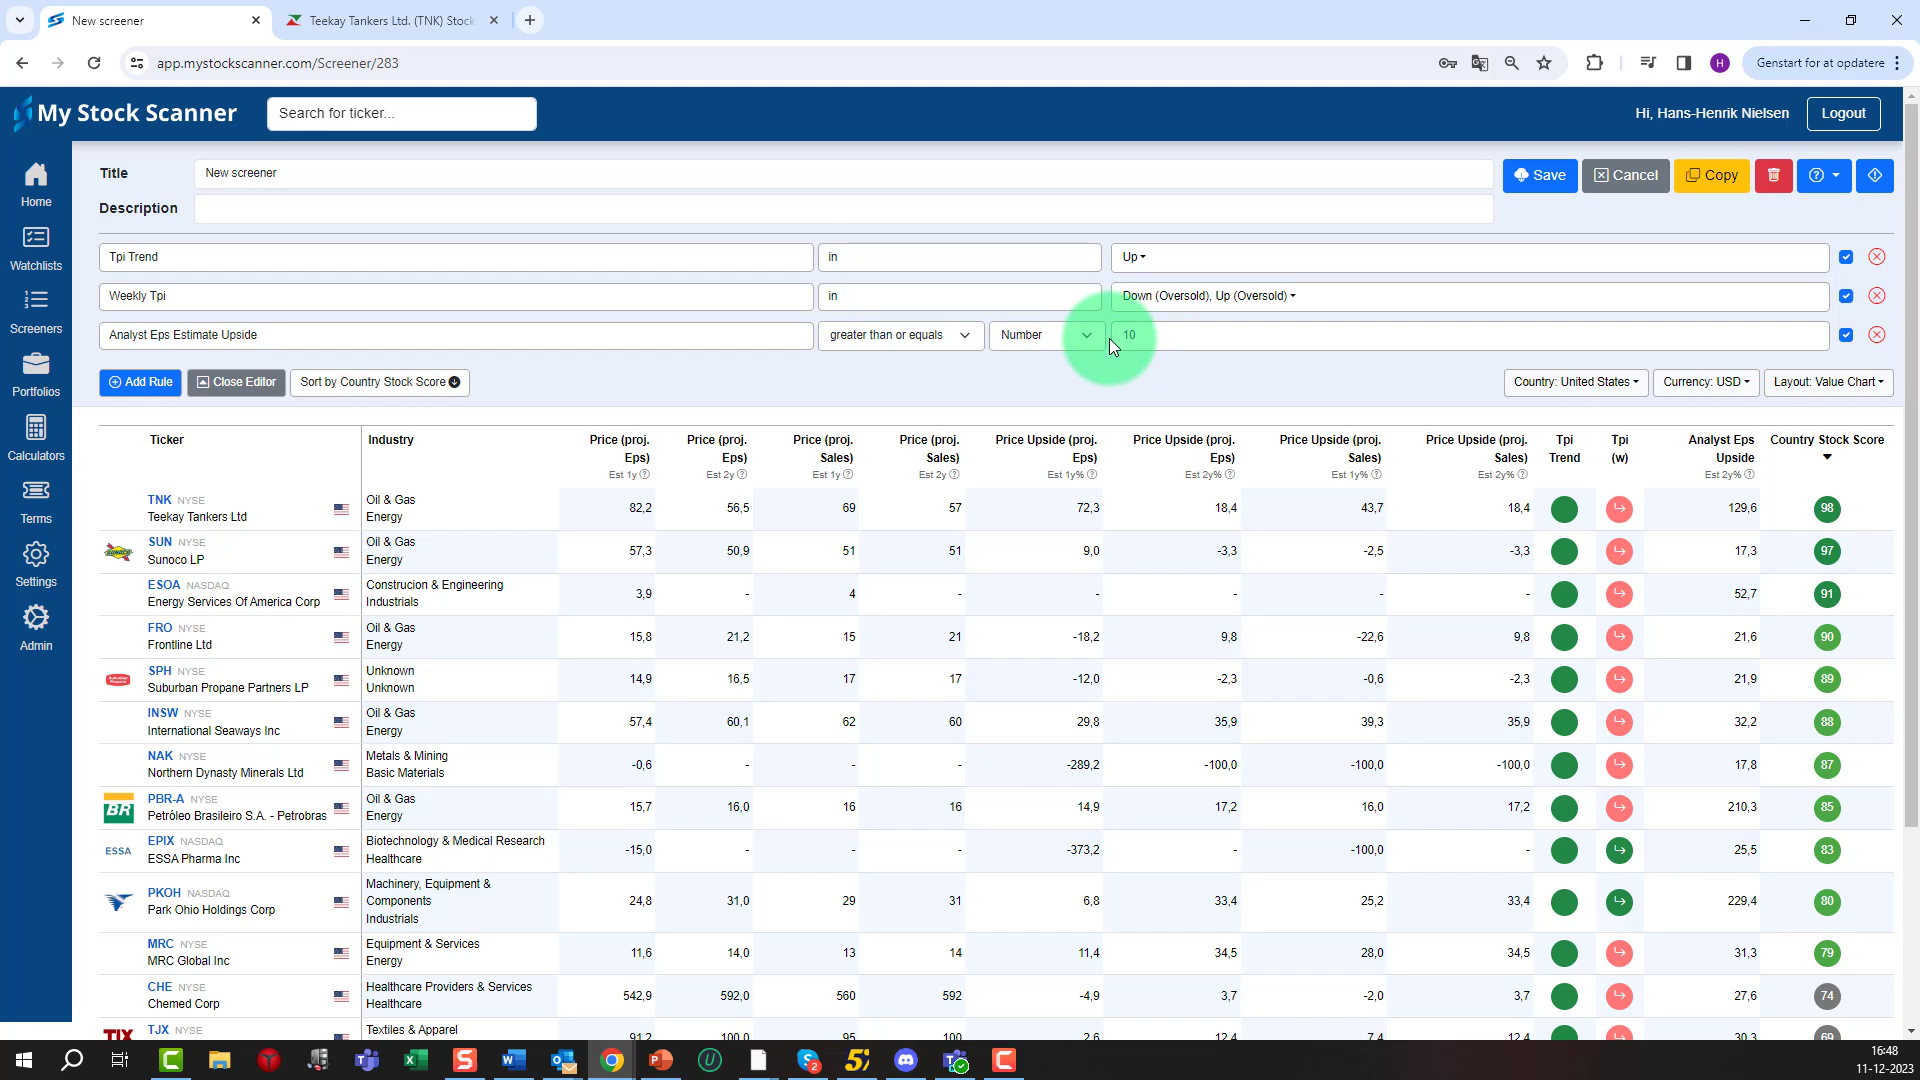 New screener
Teekay Tankers Ltd. (TNK) Stock
app.mystockscanner.com/Screener/283
H
Genstart for at opdatere
My Stock Scanner
Search for ticker...
Hi, Hans-Henrik Nielsen
Logout
Home
Watchlists
Screeners
Portfolios
Calculators
Terms
Settings
Admin
Title
New screener
Save
Cancel
Copy
Description
Tpi Trend
in
Up
Weekly Tpi
in
Down (Oversold), Up (Oversold)
Analyst Eps Estimate Upside
greater than or equals
Number
10
Add Rule
Close Editor
Sort by Country Stock Score
Country: United States
Currency: USD
Layout: Value Chart
Ticker Industry Price (proj. Eps) Est 1y Price (proj. Eps) Est 2y Price (proj. Sales) Est 1y Price (proj. Sales) Est 2y Price Upside (proj. Eps) Est 1y% Price Upside (proj. Eps) Est 2y% Price Upside (proj. Sales) Est 1y% Price Upside (proj. Sales) Est 2y% Tpi Trend Tpi (w) Analyst Eps Upside Est 2y% Country Stock Score
TNK NYSE Teekay Tankers Ltd Oil & Gas Energy 82,2 56,5 69 57 72,3 18,4 43,7 18,4 129,6 98
SUNOCO SUN NYSE Sunoco LP Oil & Gas Energy 57,3 50,9 51 51 9,0 -3,3 -2,5 -3,3 17,3 97
ESOA NASDAQ Energy Services Of America Corp Construcion & Engineering Industrials 3,9 - 4 - - - - - 52,7 91
FRO NYSE Frontline Ltd Oil & Gas Energy 15,8 21,2 15 21 -18,2 9,8 -22,6 9,8 21,6 90
SPH NYSE Suburban Propane Partners LP Unknown Unknown 14,9 16,5 17 17 -12,0 -2,3 -0,6 -2,3 21,9 89
INSW NYSE International Seaways Inc Oil & Gas Energy 57,4 60,1 62 60 29,8 35,9 39,3 35,9 32,2 88
NAK NYSE Northern Dynasty Minerals Ltd Metals & Mining Basic Materials -0,6 - - - -289,2 -100,0 -100,0 -100,0 17,8 87
BR PBR-A NYSE Petróleo Brasileiro S.A. - Petrobras Oil & Gas Energy 15,7 16,0 16 16 14,9 17,2 16,0 17,2 210,3 85
ESSA EPIX NASDAQ ESSA Pharma Inc Biotechnology & Medical Research Healthcare -15,0 - - - -373,2 - -100,0 - 25,5 83
PKOH NASDAQ Park Ohio Holdings Corp Machinery, Equipment & Components Industrials 24,8 31,0 29 31 6,8 33,4 25,2 33,4 229,4 80
MRC NYSE MRC Global Inc Equipment & Services Energy 11,6 14,0 13 14 11,4 34,5 28,0 34,5 31,3 79
CHE NYSE Chemed Corp Healthcare Providers & Services Healthcare 542,9 592,0 560 592 -4,9 3,7 -2,0 3,7 27,6 74
TJX TJX NYSE Textiles & Apparel 91,2 100,0 95 100 2,6 12,4 7,4 12,4 30,3 69
16:48
11-12-2023